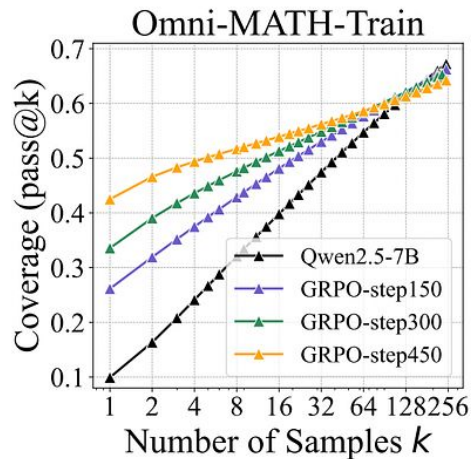 Omni-MATH-Train
Coverage (pass@k)
0.7
0.6
0.5
0.4
0.3
0.2
0.1
Qwen2.5-7B
GRPO-step150
GRPO-step300
GRPO-step450
1 2 4 8 16 32 64 128 256
Number of Samples k